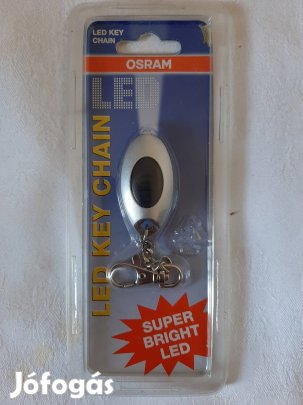 LED KEY
CHAIN
OSRAM
LED
LED KEY CHAIN
SUPER
BRIGHT
LED
Jófogás